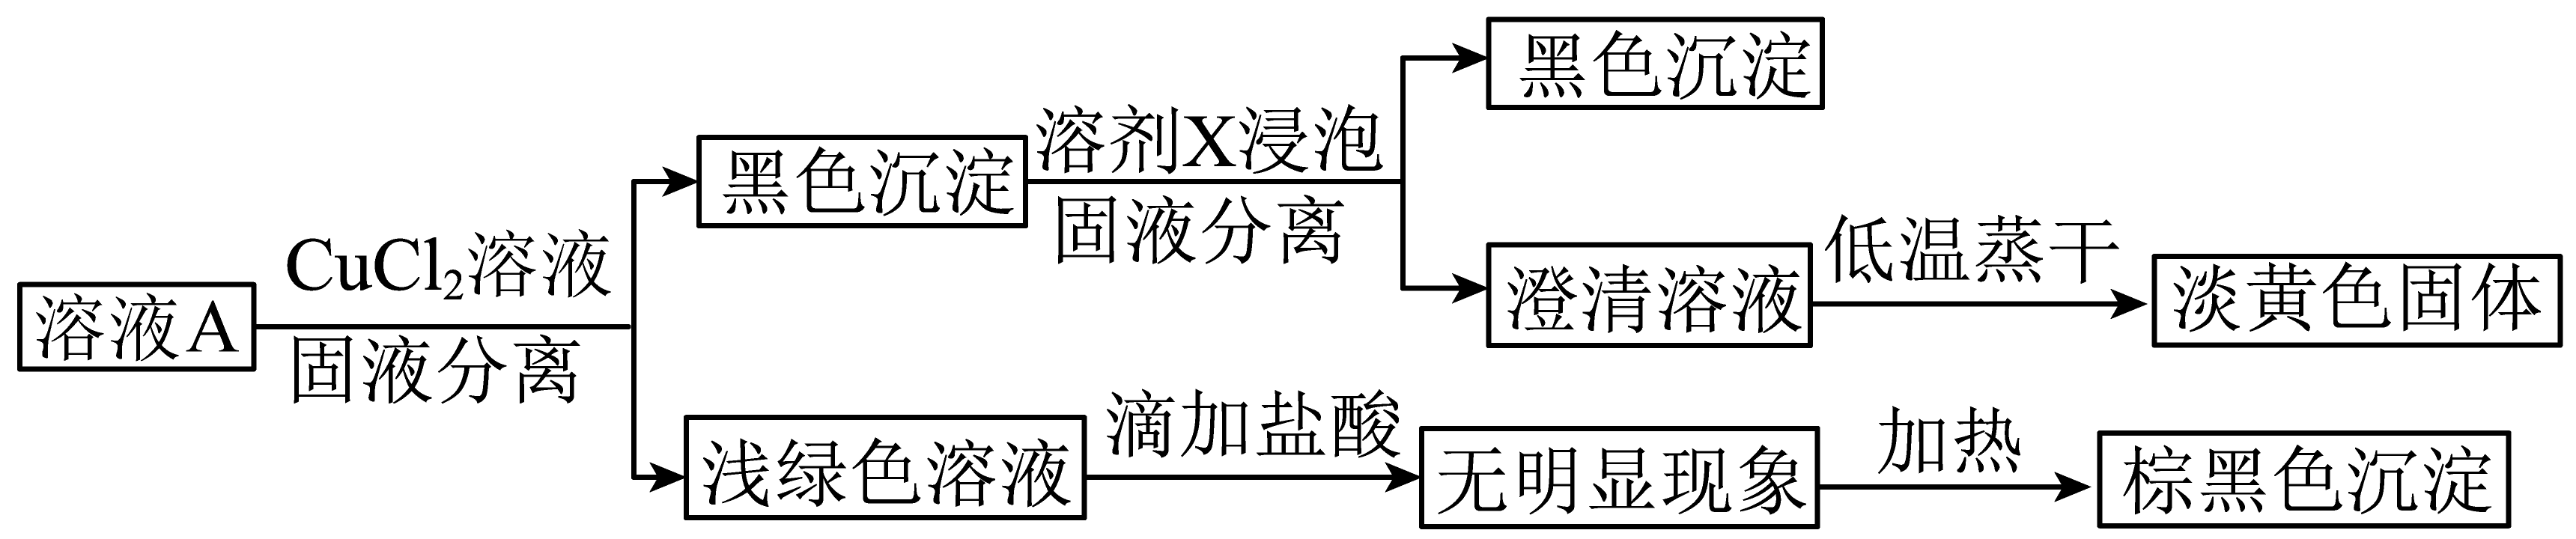 溶液A
CuCl₂溶液
固液分离
黑色沉淀
溶剂X浸泡
固液分离
黑色沉淀
澄清溶液
低温蒸干
淡黄色固体
浅绿色溶液
滴加盐酸
无明显现象
加热
棕黑色沉淀